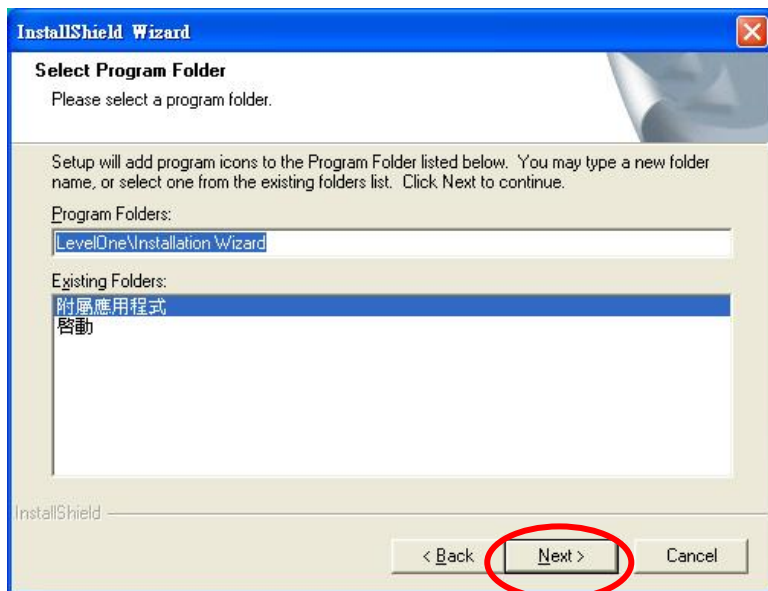 InstallShield Wizard
Select Program Folder
Please select a program folder.
Setup will add program icons to the Program Folder listed below. You may type a new folder
name, or select one from the existing folders list. Click Next to continue.
Program Folders:
LevelOne\Installation Wizard
Existing Folders:
附屬應用程式
啓動
InstallShield
< Back
Next >
Cancel